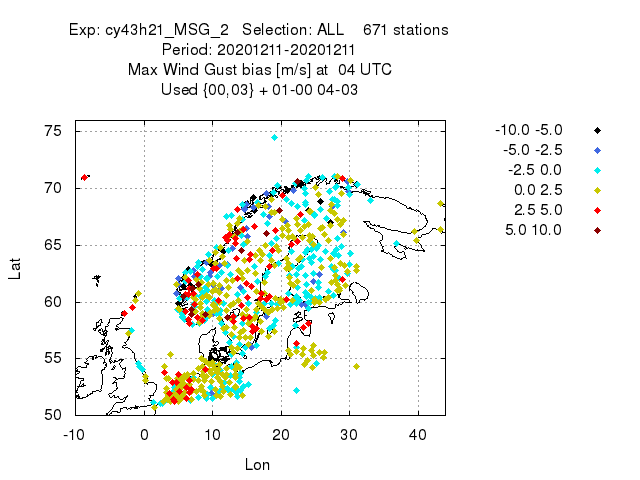 Exp: cy43h21_MSG_2 Selection: ALL 671 stations
Period: 20201211-20201211
Max Wind Gust bias [m/s] at 04 UTC
Used {00,03} + 01-00 04-03
-10.0 -5.0
-5.0 -2.5
-2.5 0.0
0.0 2.5
2.5 5.0
5.0 10.0
75
70
65
60
55
50
Lat
-10 0 10 20 30 40
Lon